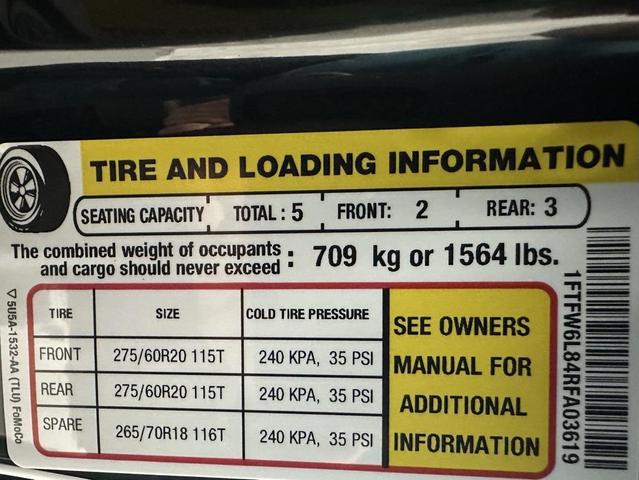 TIRE AND LOADING INFORMATION
SEATING CAPACITY TOTAL : 5 FRONT: 2 REAR: 3
The combined weight of occupants
and cargo should never exceed : 709 kg or 1564 lbs.
TIRE SIZE COLD TIRE PRESSURE
FRONT 275/60R20 115T 240 KPA, 35 PSI
REAR 275/60R20 115T 240 KPA, 35 PSI
SPARE 265/70R18 116T 240 KPA, 35 PSI
SEE OWNERS
MANUAL FOR
ADDITIONAL
INFORMATION
1FTFW6L84RFA03619
5U5A-1532-AA (TLU) FoMoCo